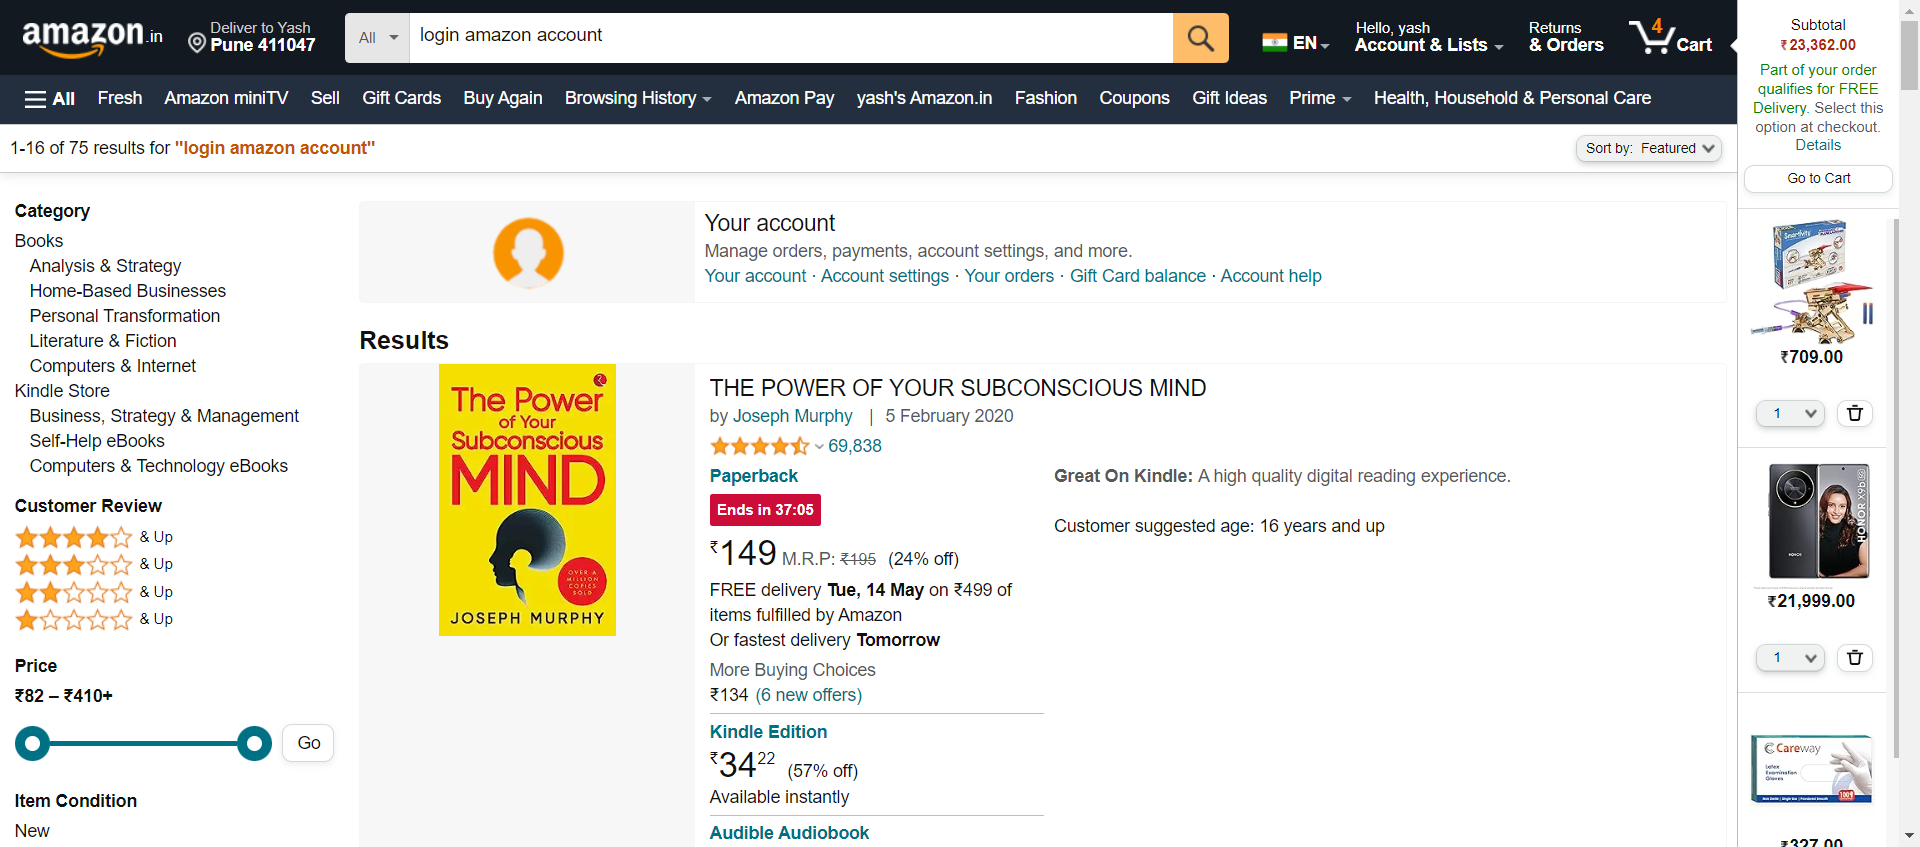 amazon.in
Deliver to Yash
Pune 411047
All
login amazon account
EN
Hello, yash
Account & Lists
Returns
& Orders
4
Cart
All
Fresh
Amazon miniTV
Sell
Gift Cards
Buy Again
Browsing History
Amazon Pay
yash's Amazon.in
Fashion
Coupons
Gift Ideas
Prime
Health, Household & Personal Care
1-16 of 75 results for "login amazon account"
Sort by: Featured
Category
Books
Analysis & Strategy
Home-Based Businesses
Personal Transformation
Literature & Fiction
Computers & Internet
Kindle Store
Business, Strategy & Management
Self-Help eBooks
Computers & Technology eBooks
Customer Review
& Up
& Up
& Up
& Up
Price
₹82 – ₹410+
Go
Item Condition
New
Your account
Manage orders, payments, account settings, and more.
Your account · Account settings · Your orders · Gift Card balance · Account help
Results
The Power
of Your
Subconscious
MIND
OVER A
MILLION
COPIES
SOLD
JOSEPH MURPHY
THE POWER OF YOUR SUBCONSCIOUS MIND
by Joseph Murphy | 5 February 2020
69,838
Paperback
Ends in 37:05
₹149 M.R.P: ₹195 (24% off)
FREE delivery Tue, 14 May on ₹499 of
items fulfilled by Amazon
Or fastest delivery Tomorrow
More Buying Choices
₹134 (6 new offers)
Kindle Edition
₹34 22 (57% off)
Available instantly
Audible Audiobook
Great On Kindle: A high quality digital reading experience.
Customer suggested age: 16 years and up
Subtotal
₹23,362.00
Part of your order
qualifies for FREE
Delivery. Select this
option at checkout.
Details
Go to Cart
Smartivity
₹709.00
1
HONOR X9b 5G
HONOR
₹21,999.00
1
Careway
Latex
Examination
Gloves
₹327.00